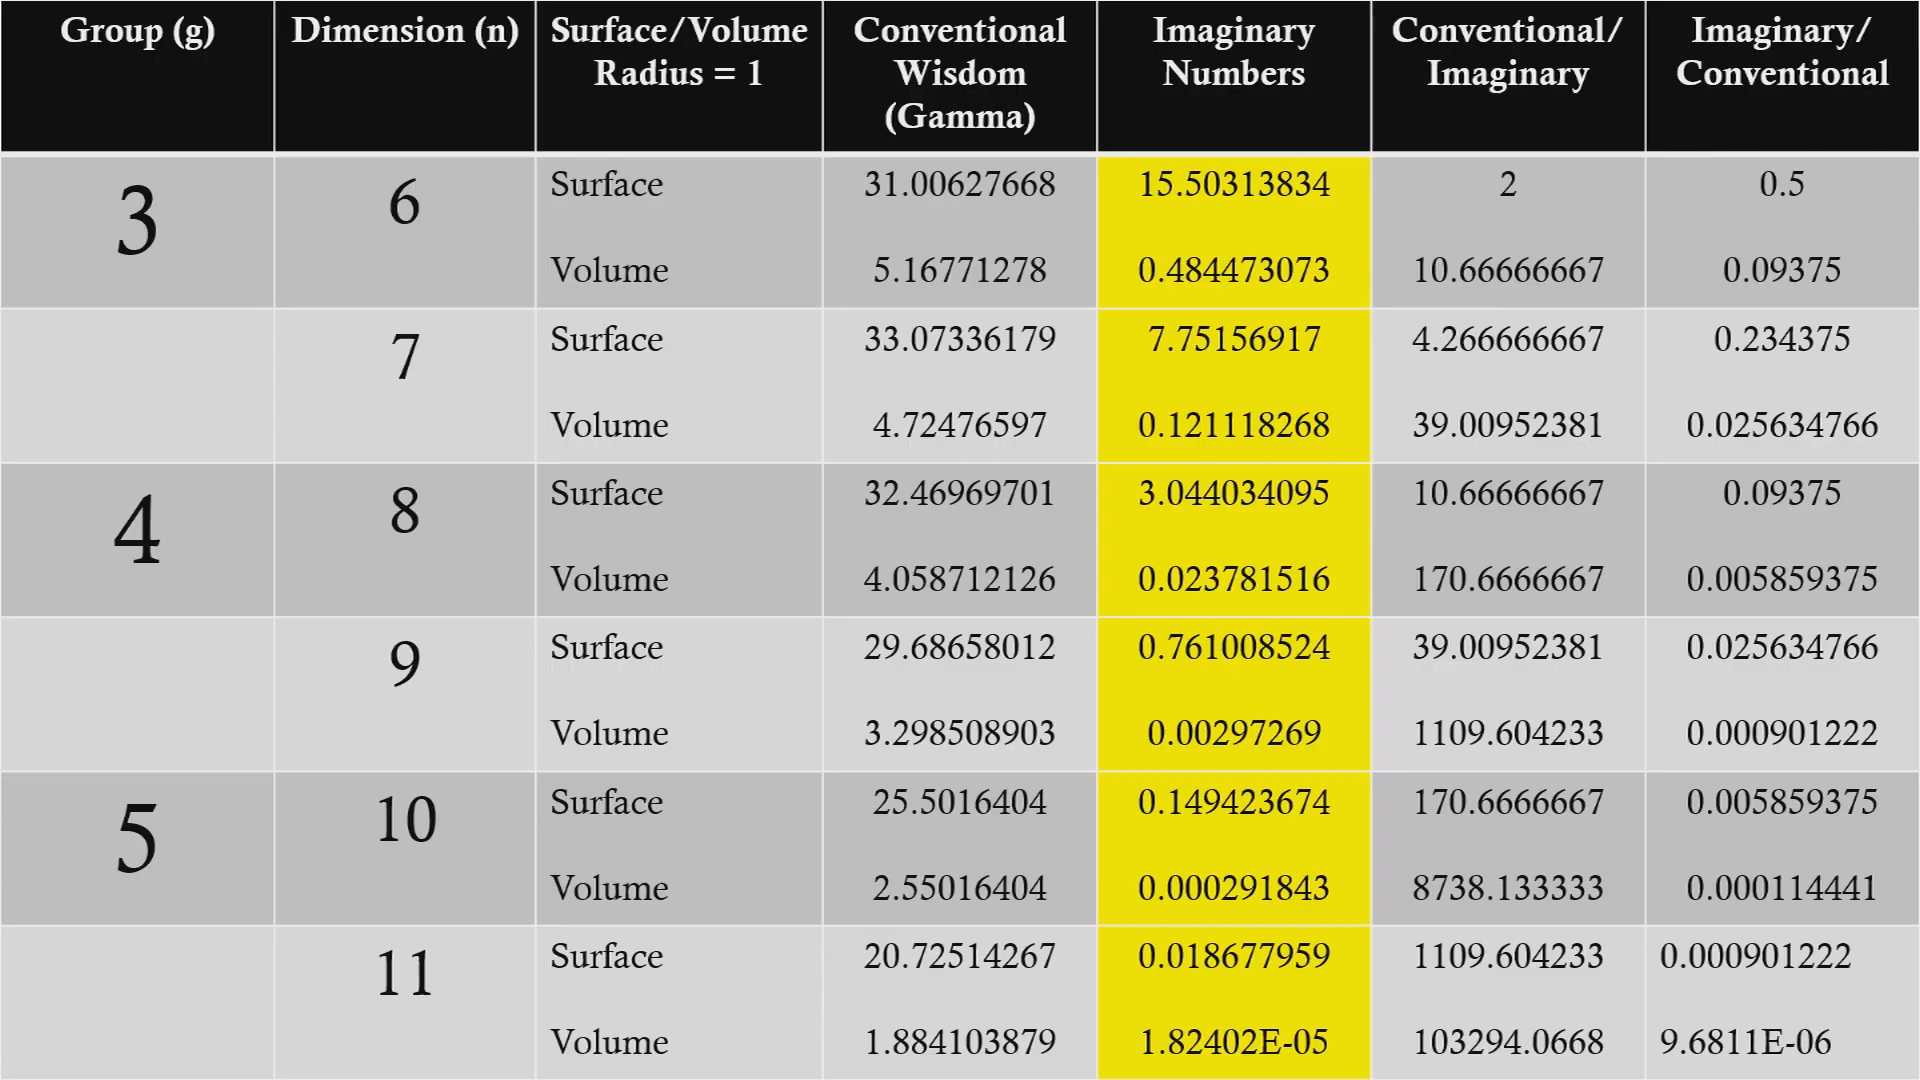 Group (g) Dimension (n) Surface/Volume Radius = 1 Conventional Wisdom (Gamma) Imaginary Numbers Conventional/ Imaginary Imaginary/ Conventional
3 6 Surface 31.00627668 15.50313834 2 0.5
Volume 5.16771278 0.484473073 10.66666667 0.09375
7 Surface 33.07336179 7.75156917 4.266666667 0.234375
Volume 4.72476597 0.121118268 39.00952381 0.025634766
4 8 Surface 32.46969701 3.044034095 10.66666667 0.09375
Volume 4.058712126 0.023781516 170.6666667 0.005859375
9 Surface 29.68658012 0.761008524 39.00952381 0.025634766
Volume 3.298508903 0.00297269 1109.604233 0.000901222
5 10 Surface 25.5016404 0.149423674 170.6666667 0.005859375
Volume 2.55016404 0.000291843 8738.133333 0.000114441
11 Surface 20.72514267 0.018677959 1109.604233 0.000901222
Volume 1.884103879 1.82402E-05 103294.0668 9.6811E-06